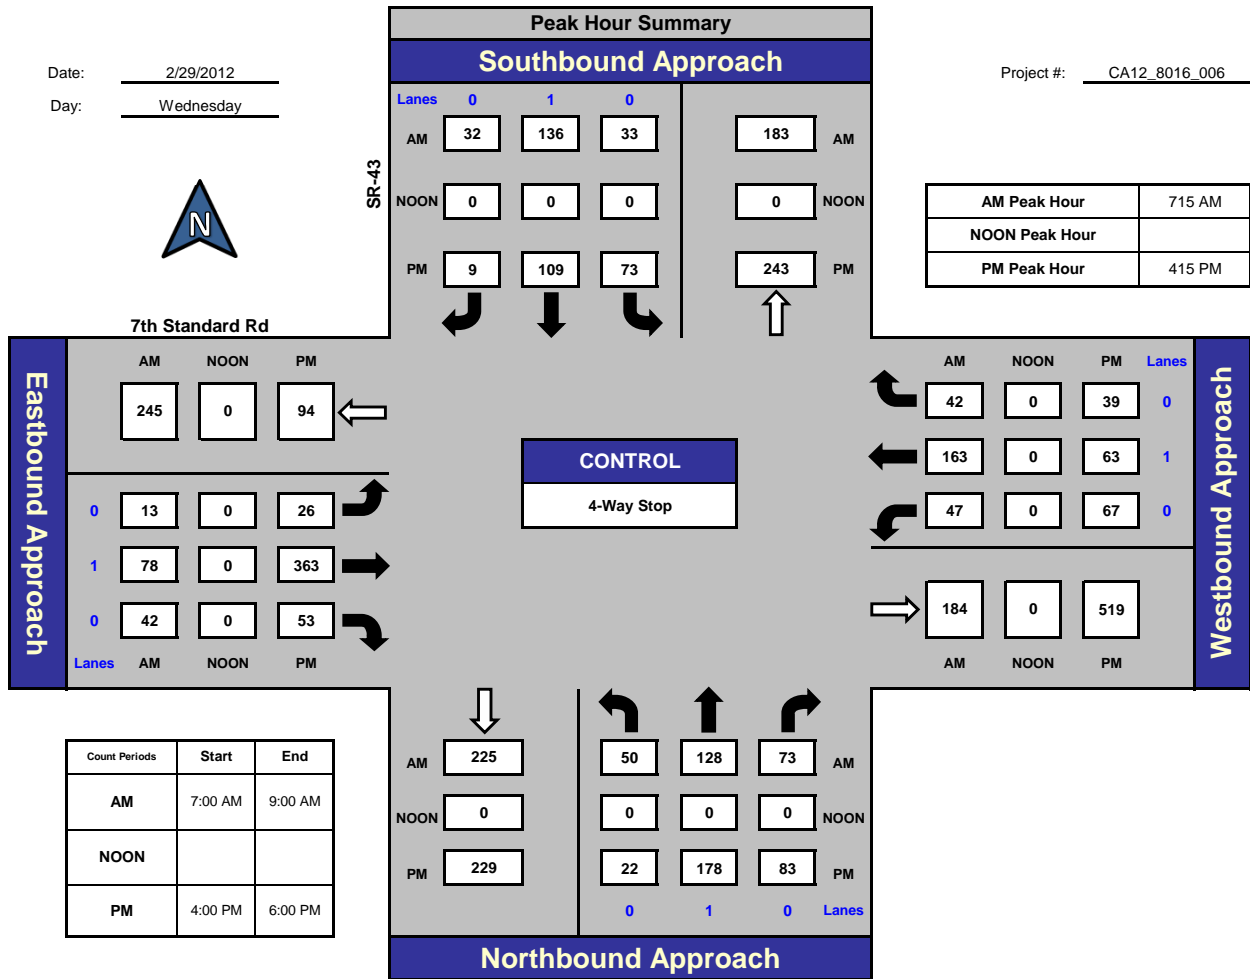 Peak Hour Summary
Southbound Approach
Date: 2/29/2012
Project #: CA12_8016_006
Day: Wednesday
Lanes 0 1 0
AM 32 136 33 183 AM
SR-43
N
NOON 0 0 0 0 NOON
AM Peak Hour 715 AM
NOON Peak Hour
PM Peak Hour 415 PM
PM 9 109 73 243 PM
7th Standard Rd
Eastbound Approach
AM NOON PM
245 0 94
0 13 0 26
1 78 0 363
0 42 0 53
Lanes AM NOON PM
CONTROL
4-Way Stop
AM NOON PM Lanes
42 0 39 0
163 0 63 1
47 0 67 0
184 0 519
AM NOON PM
Westbound Approach
Count Periods Start End
AM 7:00 AM 9:00 AM
NOON
PM 4:00 PM 6:00 PM
AM 225 50 128 73 AM
NOON 0 0 0 0 NOON
PM 229 22 178 83 PM
0 1 0 Lanes
Northbound Approach